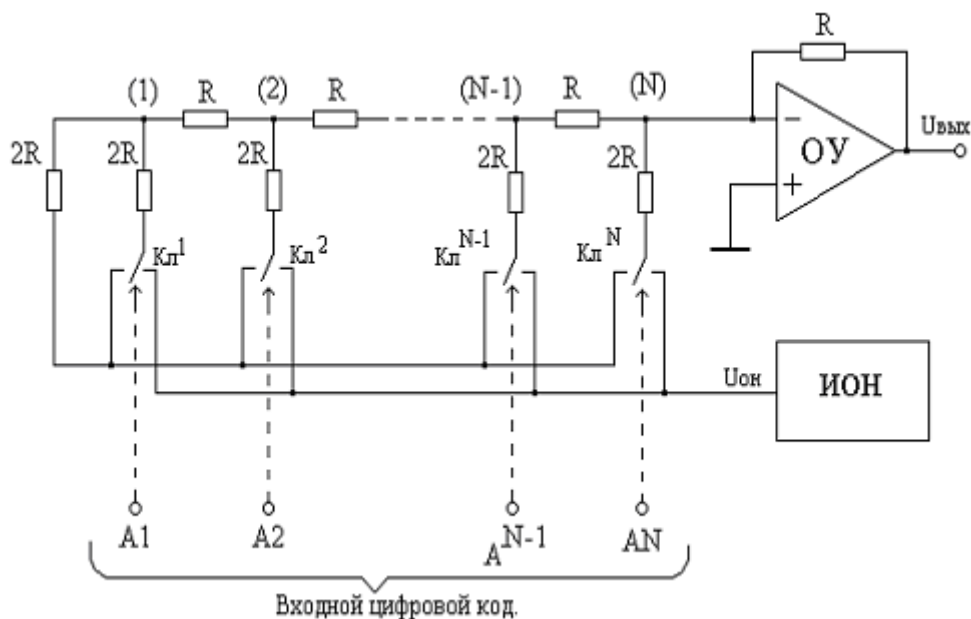 R
(1) R (2) R (N-1) R (N)
2R 2R 2R 2R 2R
− ОУ Uвых
+
Кл1 Кл2 КлN-1 КлN
Uон ИОН
A1 A2 AN-1 AN
Входной цифровой код.